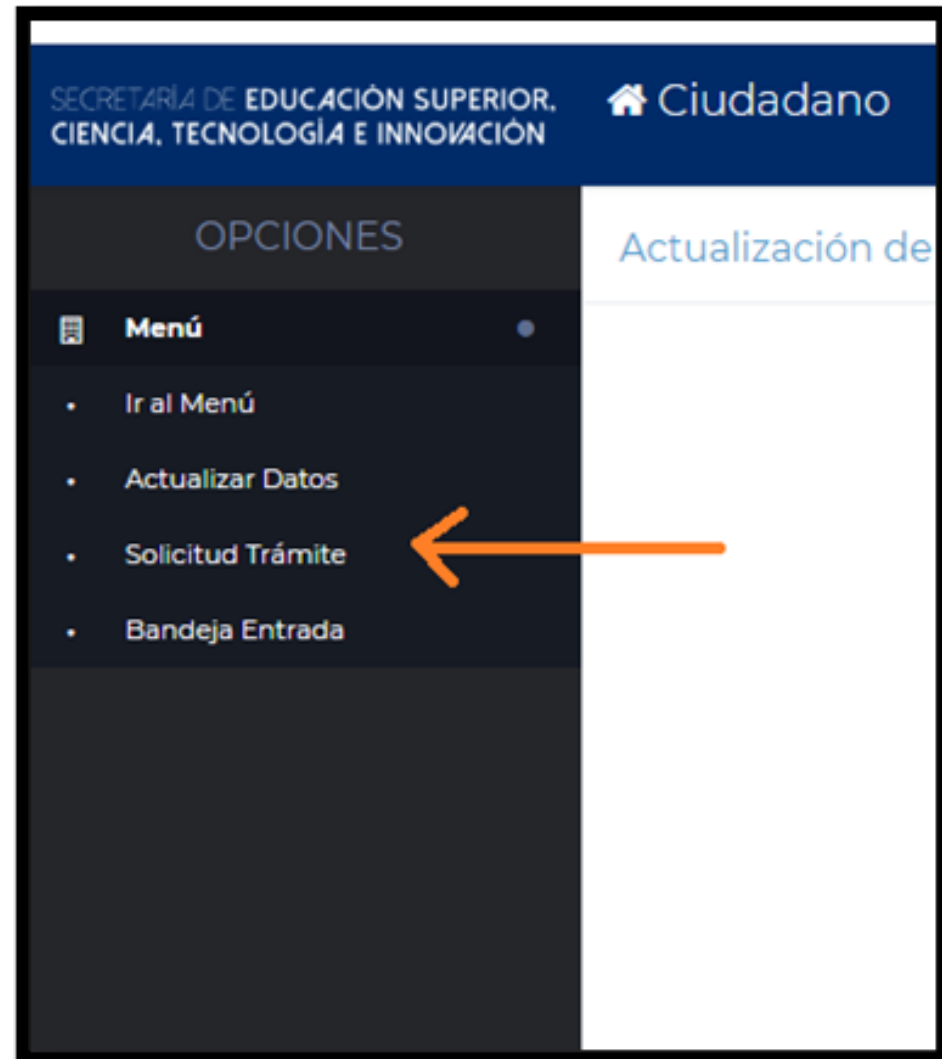 SECRETARÍA DE EDUCACIÓN SUPERIOR,
CIENCIA, TECNOLOGÍA E INNOVACIÓN
Ciudadano
OPCIONES
Actualización de
Menú
Ir al Menú
Actualizar Datos
Solicitud Trámite
Bandeja Entrada